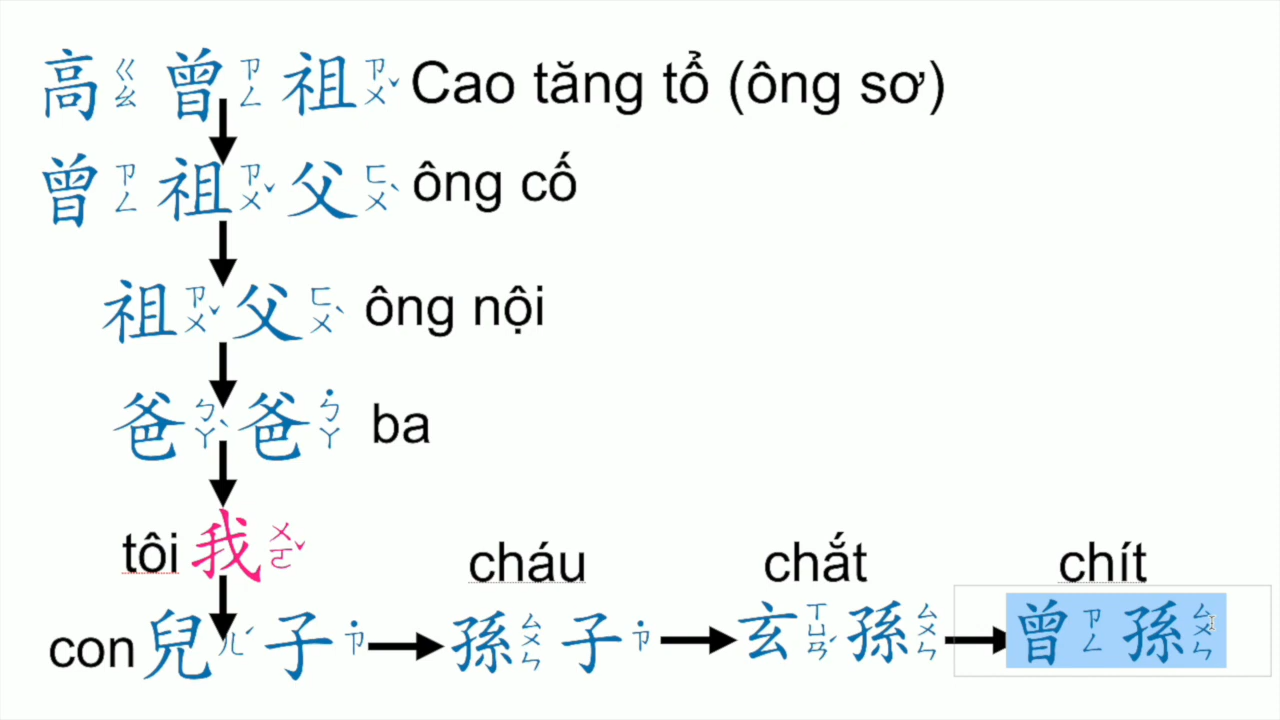 高ㄍㄠ曾ㄗㄥ祖ㄗㄨˇ Cao tăng tổ (ông sơ)
曾ㄗㄥ祖ㄗㄨˇ父ㄈㄨˋ ông cố
祖ㄗㄨˇ父ㄈㄨˋ ông nội
爸ㄅㄚˋ爸˙ㄅㄚ ba
tôi 我ㄨㄛˇ
cháu chắt chít
con 兒ㄦˊ子˙ㄗ 孫ㄙㄨㄣ子˙ㄗ 玄ㄒㄩㄢˊ孫ㄙㄨㄣ 曾ㄗㄥ孫ㄙㄨㄣ